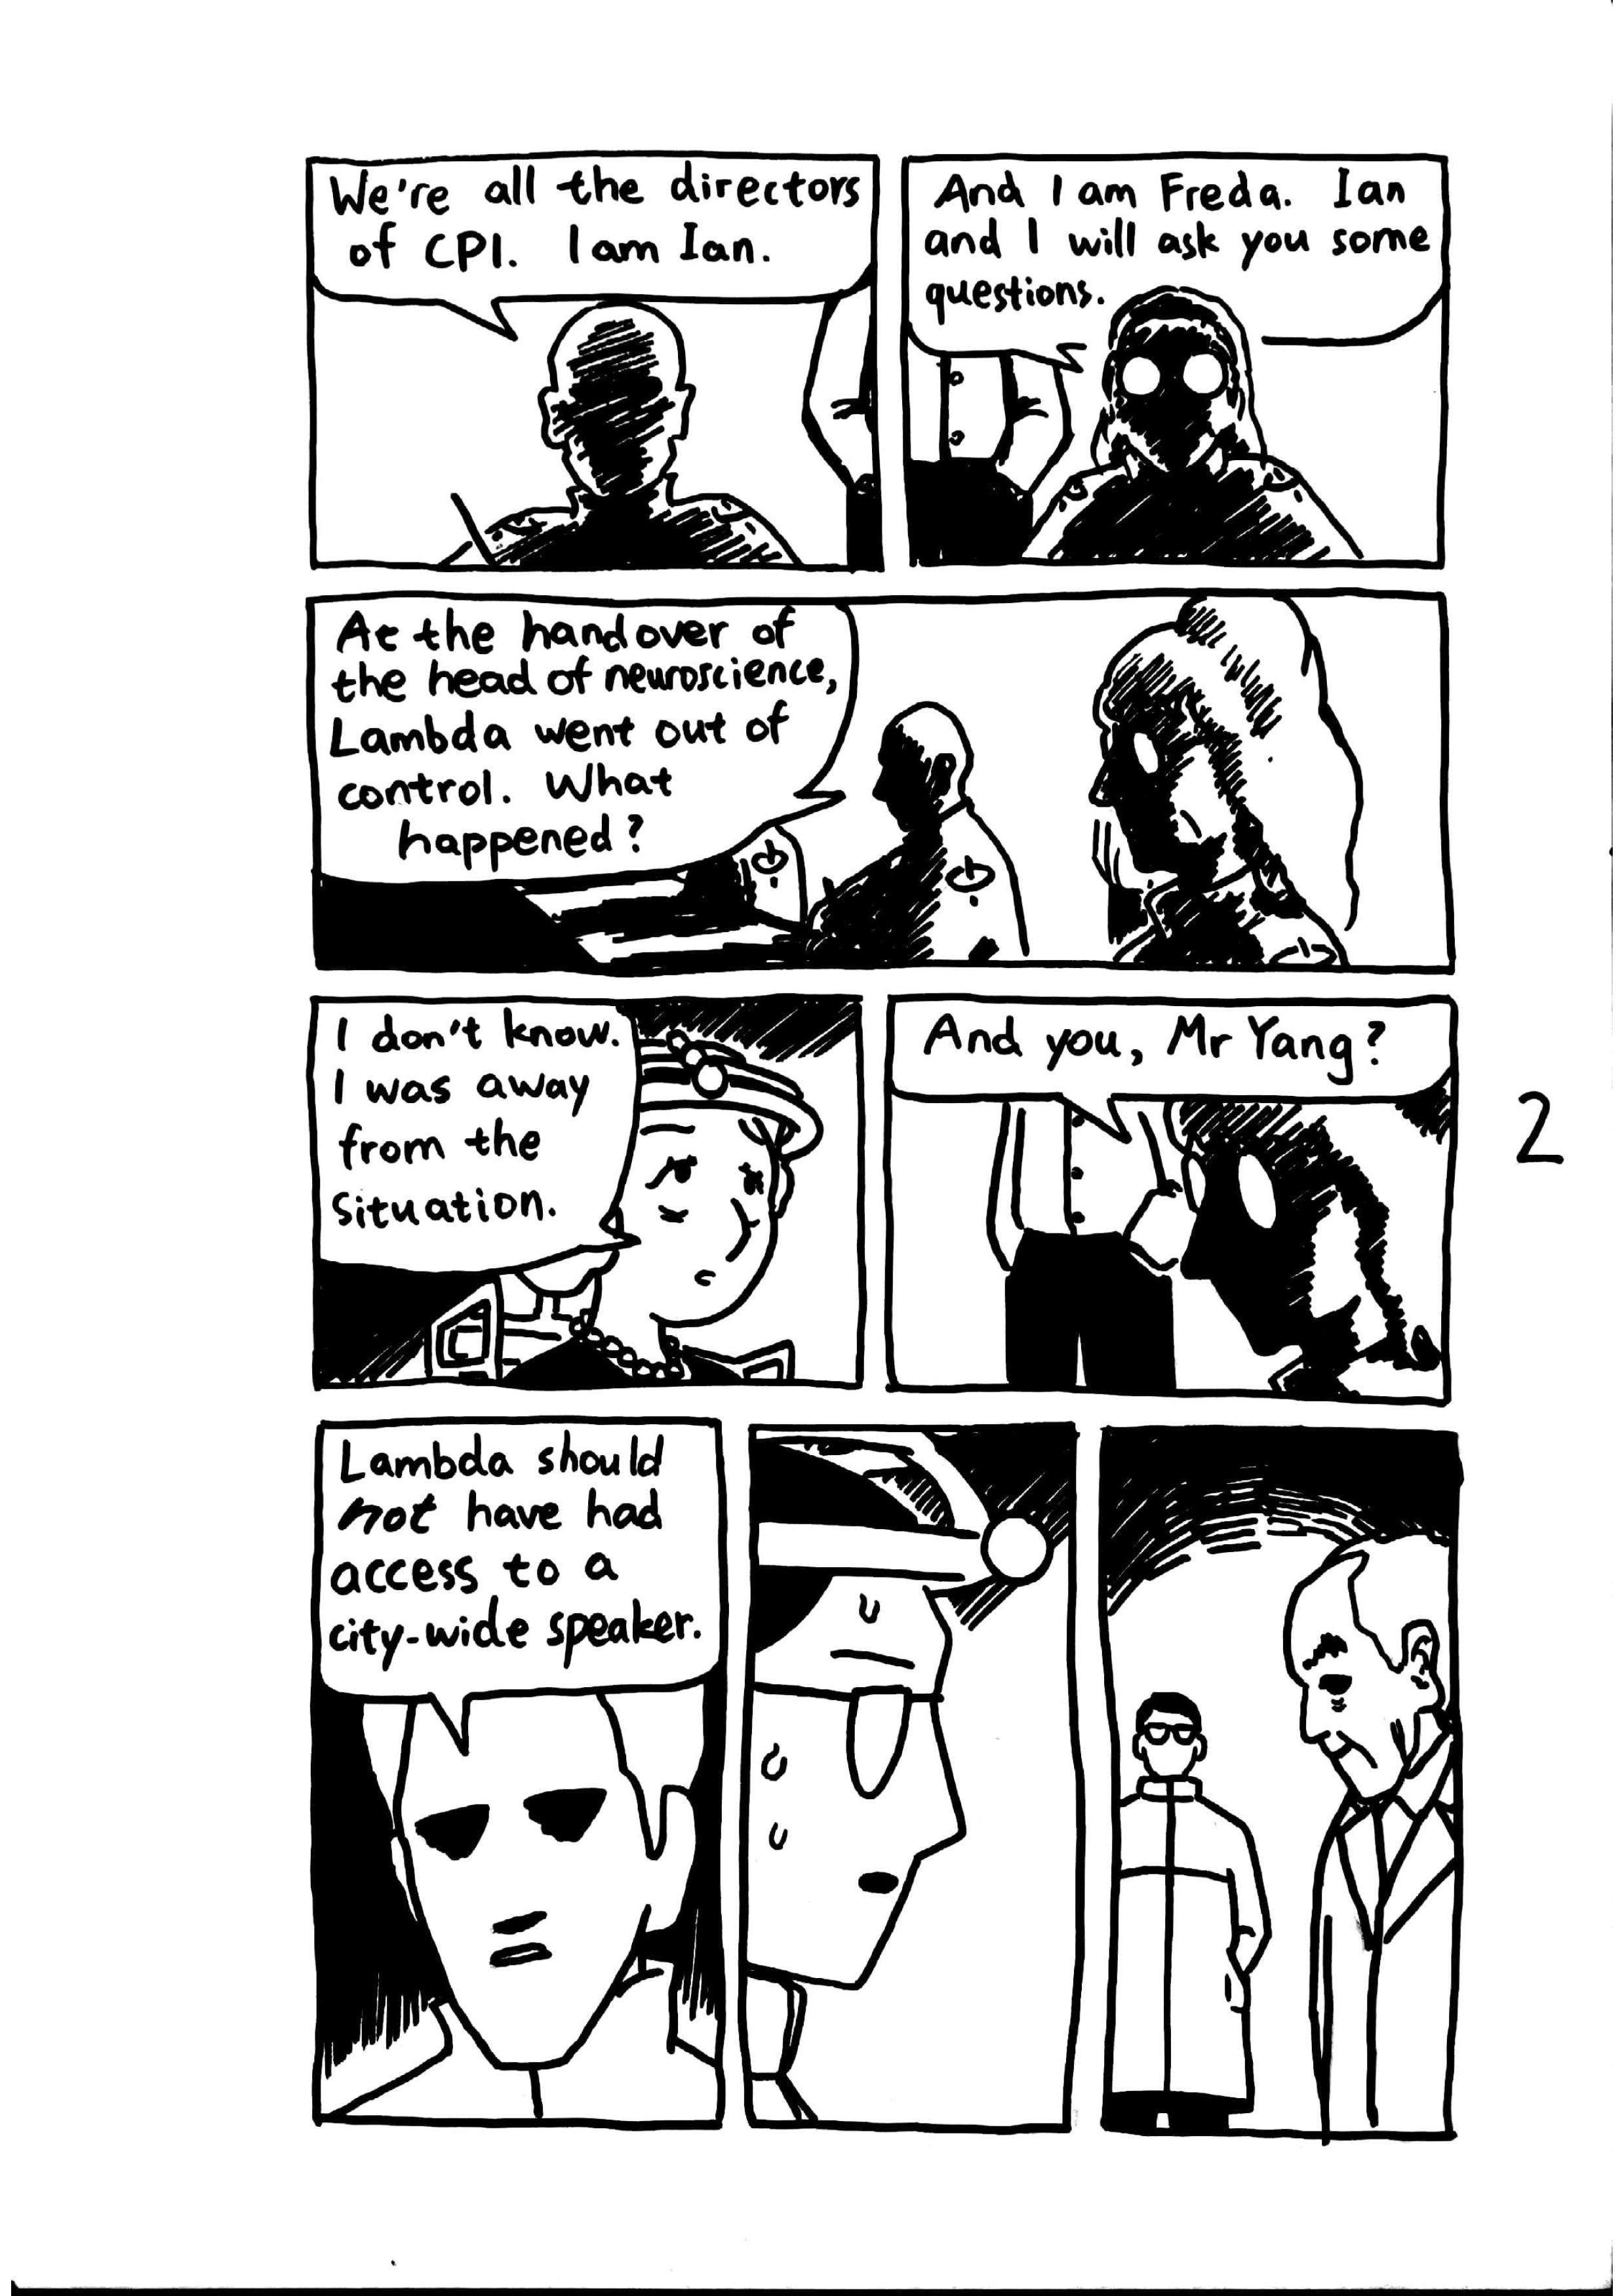 We're all the directors
of CPI. I am Ian.
And I am Freda. Ian
and I will ask you some
questions.
At the handover of
the head of neuroscience,
Lambda went out of
control. What
happened?
I don't know.
I was away
from the
situation.
And you, Mr Yang?
2
Lambda should
not have had
access to a
city-wide speaker.